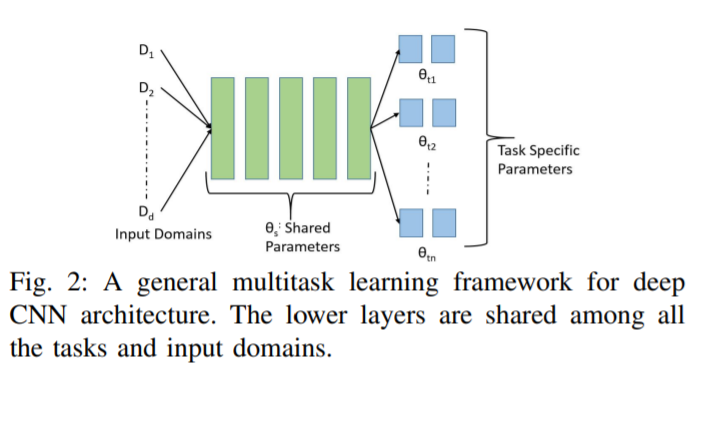 D1
D2
Dd
Input Domains
θs: Shared
Parameters
θt1
θt2
θtn
Task Specific
Parameters
Fig. 2: A general multitask learning framework for deep
CNN architecture. The lower layers are shared among all
the tasks and input domains.